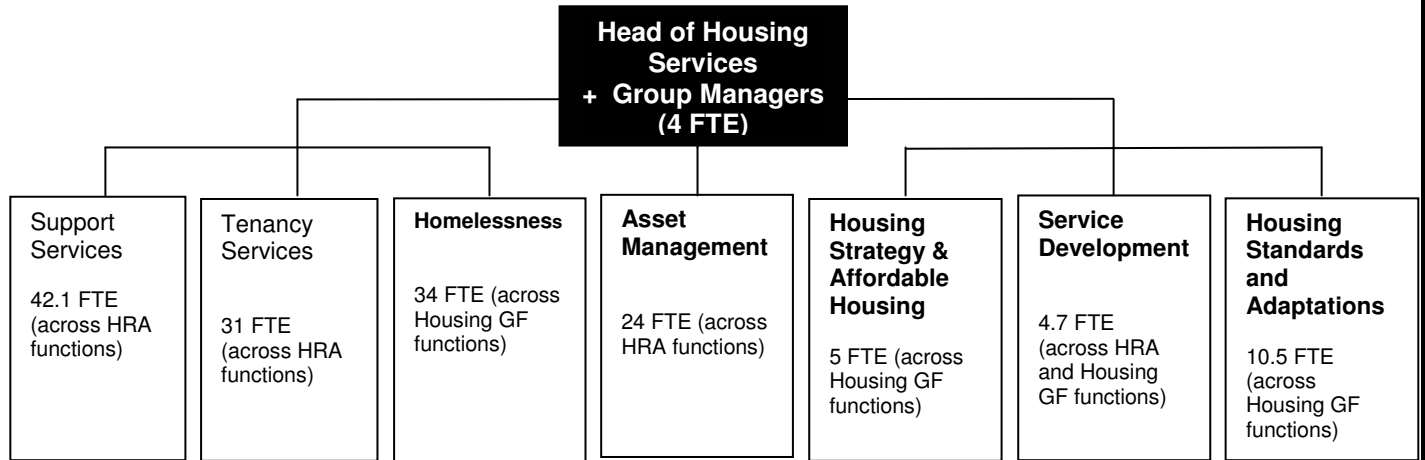 Head of Housing
Services
+ Group Managers
(4 FTE)
Support
Services
42.1 FTE
(across HRA
functions)
Tenancy
Services
31 FTE
(across HRA
functions)
Homelessness
34 FTE (across
Housing GF
functions)
Asset
Management
24 FTE (across
HRA functions)
Housing
Strategy &
Affordable
Housing
5 FTE (across
Housing GF
functions)
Service
Development
4.7 FTE
(across HRA
and Housing
GF functions)
Housing
Standards
and
Adaptations
10.5 FTE
(across
Housing GF
functions)